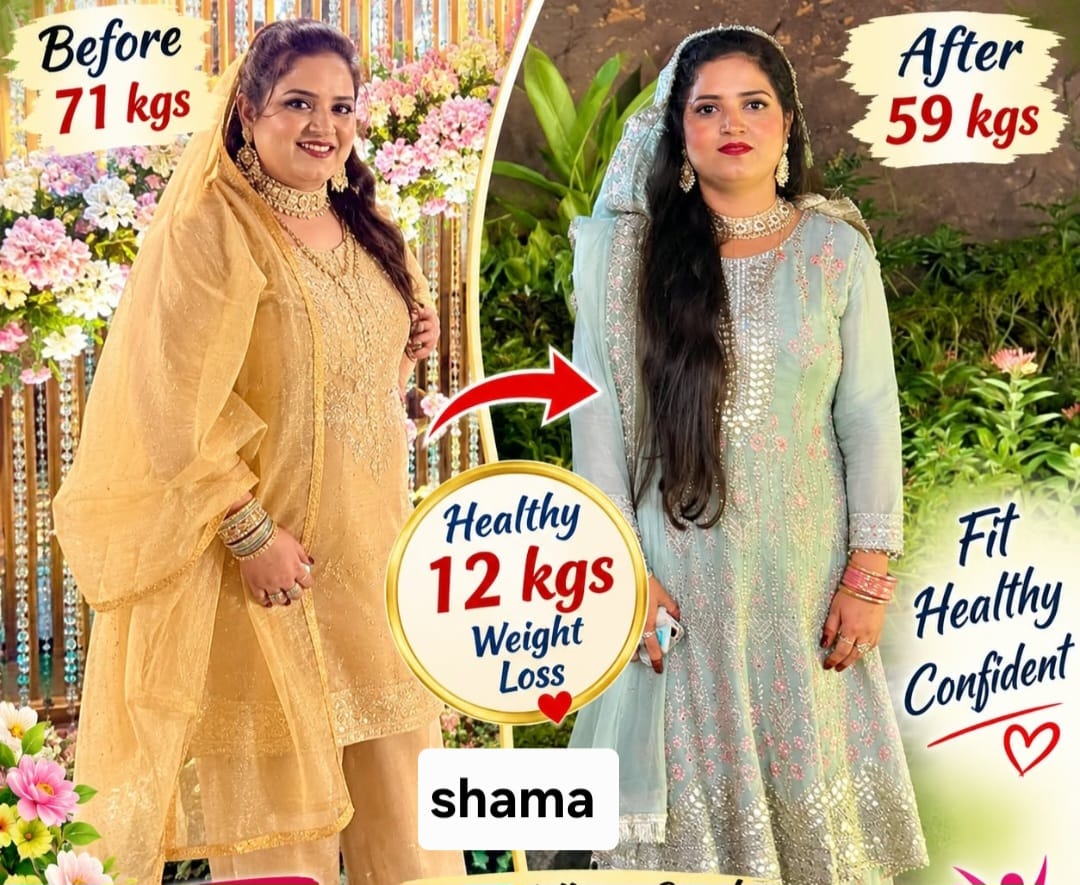 Before
71 kgs
After
59 kgs
Healthy
12 kgs
Weight
Loss
Fit
Healthy
Confident
shama